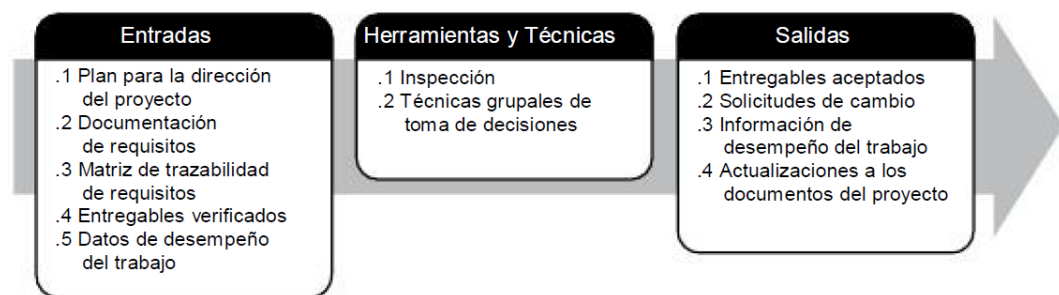 Entradas
.1 Plan para la dirección
del proyecto
.2 Documentación
de requisitos
.3 Matriz de trazabilidad
de requisitos
.4 Entregables verificados
.5 Datos de desempeño
del trabajo
Herramientas y Técnicas
.1 Inspección
.2 Técnicas grupales de
toma de decisiones
Salidas
.1 Entregables aceptados
.2 Solicitudes de cambio
.3 Información de
desempeño del trabajo
.4 Actualizaciones a los
documentos del proyecto